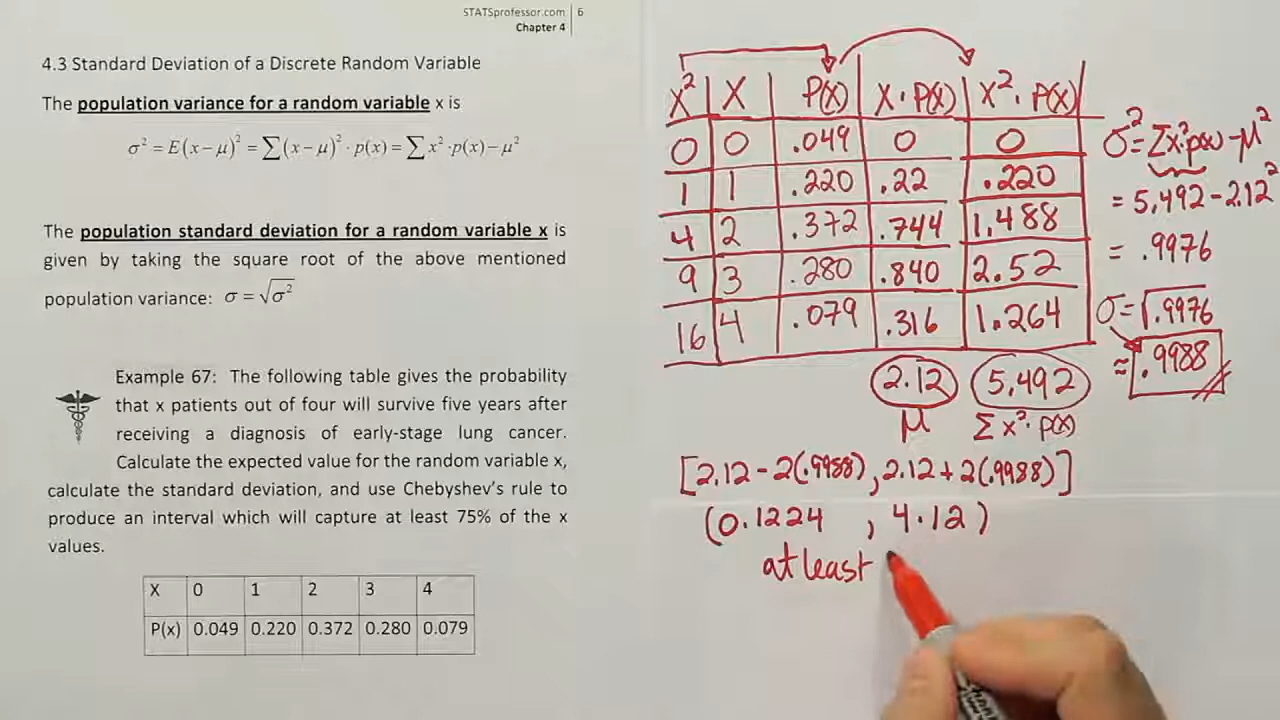 STATSprofessor.com 6
Chapter 4
4.3 Standard Deviation of a Discrete Random Variable
The population variance for a random variable x is
σ² = E(x−μ)² = ∑(x−μ)²·p(x) = ∑x²·p(x)−μ²
The population standard deviation for a random variable x is
given by taking the square root of the above mentioned
population variance: σ = √σ²
Example 67: The following table gives the probability
that x patients out of four will survive five years after
receiving a diagnosis of early-stage lung cancer.
Calculate the expected value for the random variable x,
calculate the standard deviation, and use Chebyshev's rule to
produce an interval which will capture at least 75% of the x
values.
X 0 1 2 3 4
P(x) 0.049 0.220 0.372 0.280 0.079
X² X P(X) X·P(X) X²·P(X)
0 0 .049 0 0
1 1 .220 .22 .220
4 2 .372 .744 1.488
9 3 .280 .840 2.52
16 4 .079 .316 1.264
2.12 5.492
μ Σx²·p(x)
σ² = Σx²·p(x) − μ²
= 5.492 − 2.12²
= .9976
σ = √.9976
≈ .9988
[2.12 − 2(.9988), 2.12 + 2(.9988)]
(0.1224 , 4.12)
at least